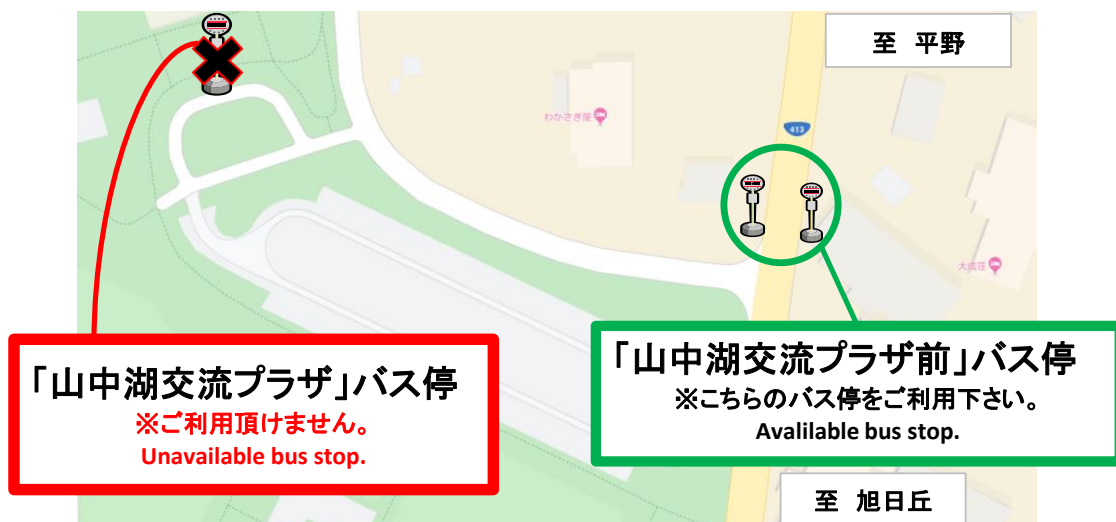 至 平野
わかさぎ屋
413
大成荘
「山中湖交流プラザ」バス停
※ご利用頂けません。
Unavailable bus stop.
「山中湖交流プラザ前」バス停
※こちらのバス停をご利用下さい。
Avalilable bus stop.
至 旭日丘